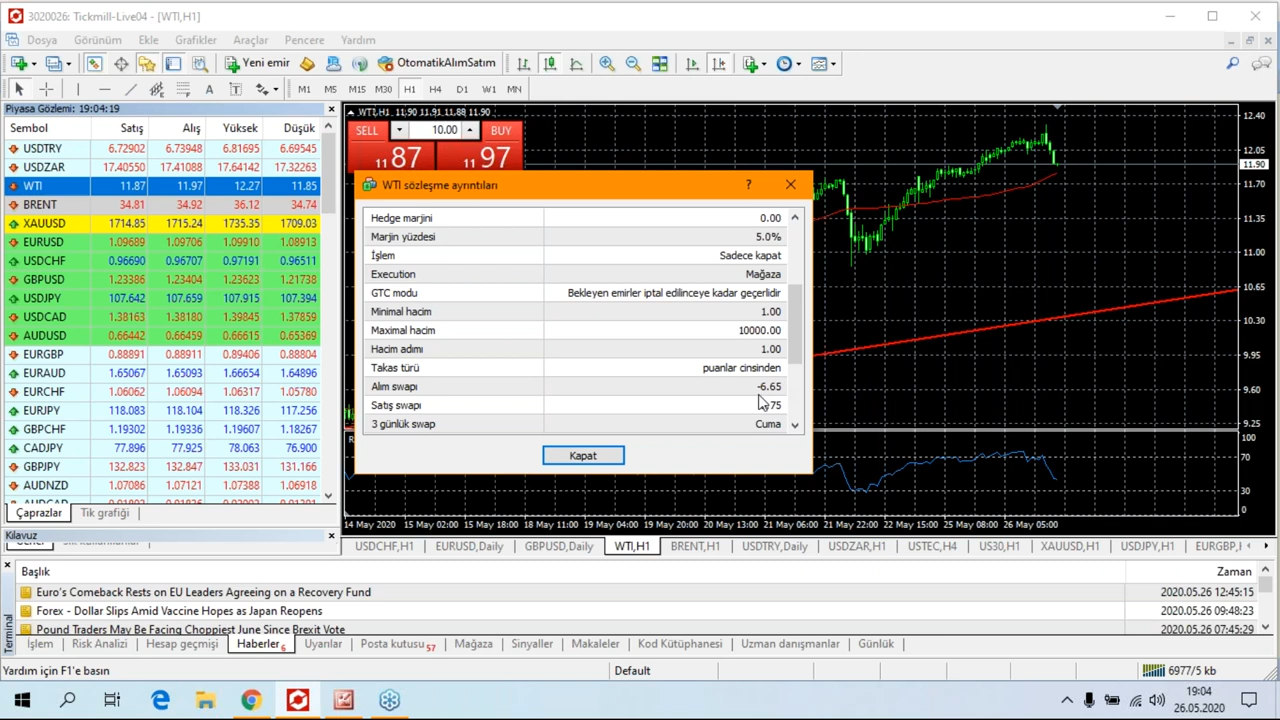 3020026: Tickmill-Live04 - [WTI,H1]
Dosya Görünüm Ekle Grafikler Araçlar Pencere Yardım
Yeni emir OtomatikAlımSatım
A T M1 M5 M15 M30 H1 H4 D1 W1 MN
Piyasa Gözlemi: 19:04:19
Sembol Satış Alış Yüksek Düşük
USDTRY 6.72902 6.73948 6.81695 6.69545
USDZAR 17.40550 17.41088 17.64142 17.32263
WTI 11.87 11.97 12.27 11.85
BRENT 34.81 34.92 36.12 34.74
XAUUSD 1714.85 1715.24 1735.35 1709.03
EURUSD 1.09689 1.09706 1.09910 1.08913
USDCHF 0.96690 0.96707 0.97191 0.96511
GBPUSD 1.23386 1.23404 1.23623 1.21738
USDJPY 107.642 107.659 107.915 107.394
USDCAD 1.38163 1.38180 1.39845 1.37859
AUDUSD 0.66442 0.66459 0.66584 0.65369
EURGBP 0.88891 0.88911 0.89406 0.88804
EURAUD 1.65054 1.65101 1.66654 1.64896
EURCHF 1.06062 1.06094 1.06317 1.05780
EURJPY 118.083 118.104 118.326 117.256
GBPCHF 1.19302 1.19336 1.19410 1.18267
CADJPY 77.896 77.925 78.063 76.900
GBPJPY 132.823 132.847 133.031 131.166
AUDNZD 1.07086 1.07121 1.07388 1.06918
AUDCAD
Çaprazlar Tik grafiği
Kılavuz
WTI,H1 11.90 11.91 11.88 11.90
SELL 10.00 BUY
11 87 11 97
WTI sözleşme ayrıntıları ?
Hedge marjini 0.00
Marjin yüzdesi 5.0%
İşlem Sadece kapat
Execution Mağaza
GTC modu Bekleyen emirler iptal edilinceye kadar geçerlidir
Minimal hacim 1.00
Maximal hacim 10000.00
Hacim adımı 1.00
Takas türü puanlar cinsinden
Alım swapı -6.65
Satış swapı 75
3 günlük swap Cuma
Kapat
12.40
12.05
11.90
11.70
11.35
11.00
10.65
10.30
9.95
9.60
9.25
100
70
30
0
14 May 2020 15 May 02:00 15 May 18:00 18 May 11:00 19 May 04:00 19 May 20:00 20 May 13:00 21 May 06:00 21 May 22:00 22 May 15:00 25 May 08:00 26 May 05:00
USDCHF,H1 EURUSD,Daily GBPUSD,Daily WTI,H1 BRENT,H1 USDTRY,Daily USDZAR,H1 USTEC,H4 US30,H1 XAUUSD,H1 USDJPY,H1 EURGBP,
Başlık Zaman
Euro's Comeback Rests on EU Leaders Agreeing on a Recovery Fund 2020.05.26 12:45:15
Forex - Dollar Slips Amid Vaccine Hopes as Japan Reopens 2020.05.26 09:48:23
Pound Traders May Be Facing Choppiest June Since Brexit Vote 2020.05.26 07:45:29
Terminal
İşlem Risk Analizi Hesap geçmişi Haberler 6 Uyarılar Posta kutusu 57 Mağaza Sinyaller Makaleler Kod Kütüphanesi Uzman danışmanlar Günlük
Yardım için F1'e basın Default 6977/5 kb
19:04
26.05.2020